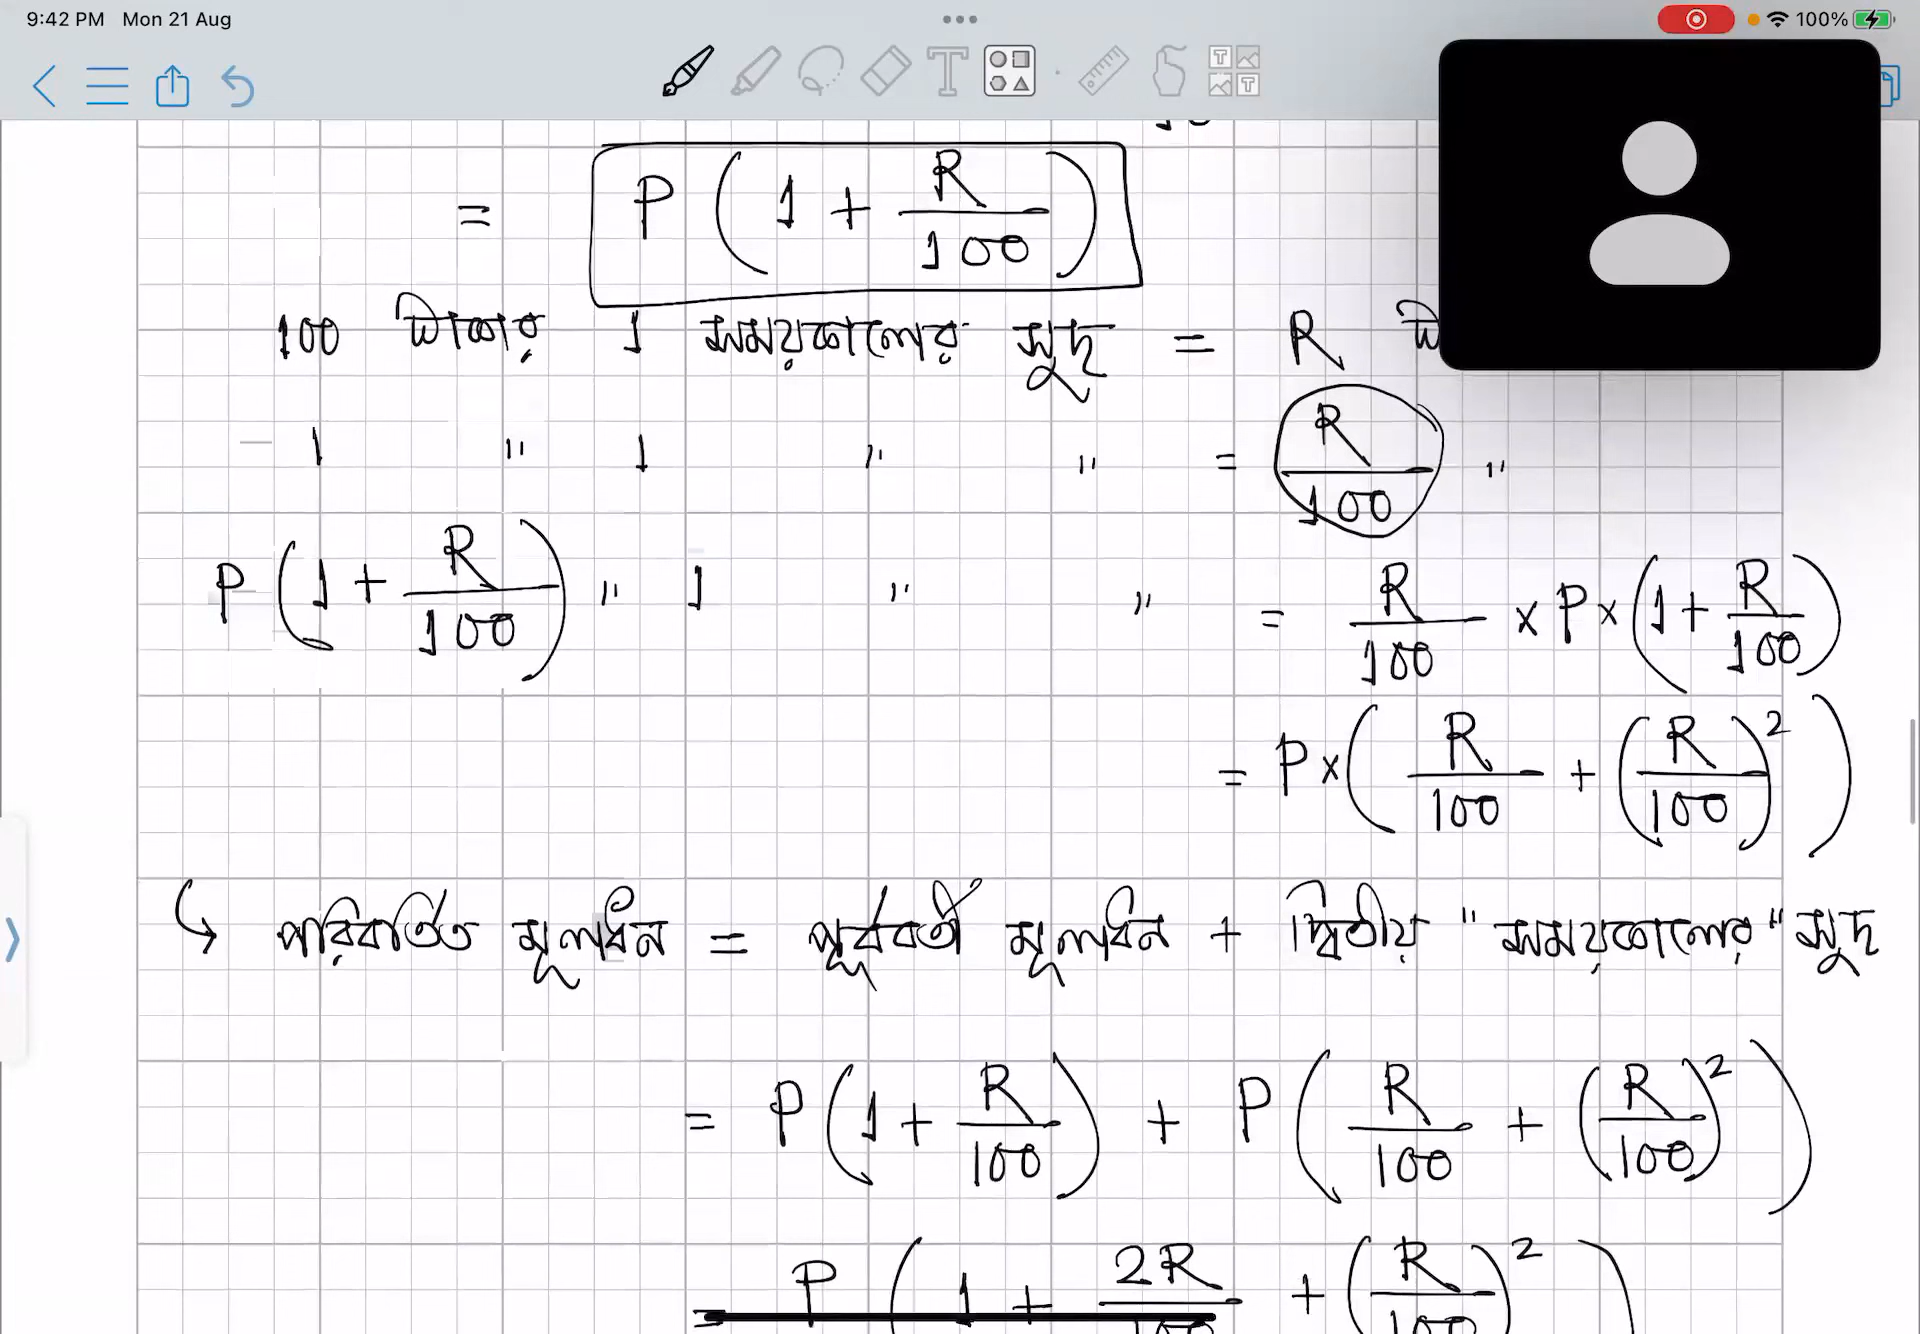 9:42 PM Mon 21 Aug 100%
= P (1 + R/100)
100 টাকার 1 সময়কালের সুদ = R
1 " 1 " " = R/100 "
P (1 + R/100) " 1 " " = R/100 × P × (1 + R/100)
= P × (R/100 + (R/100)²)
↳ পরিবর্তিত মূলধন = পূর্ববর্তী মূলধন + দ্বিতীয় "সময়কালের" সুদ
= P (1 + R/100) + P (R/100 + (R/100)²)
= P (1 + 2R/100 + (R/100)²)